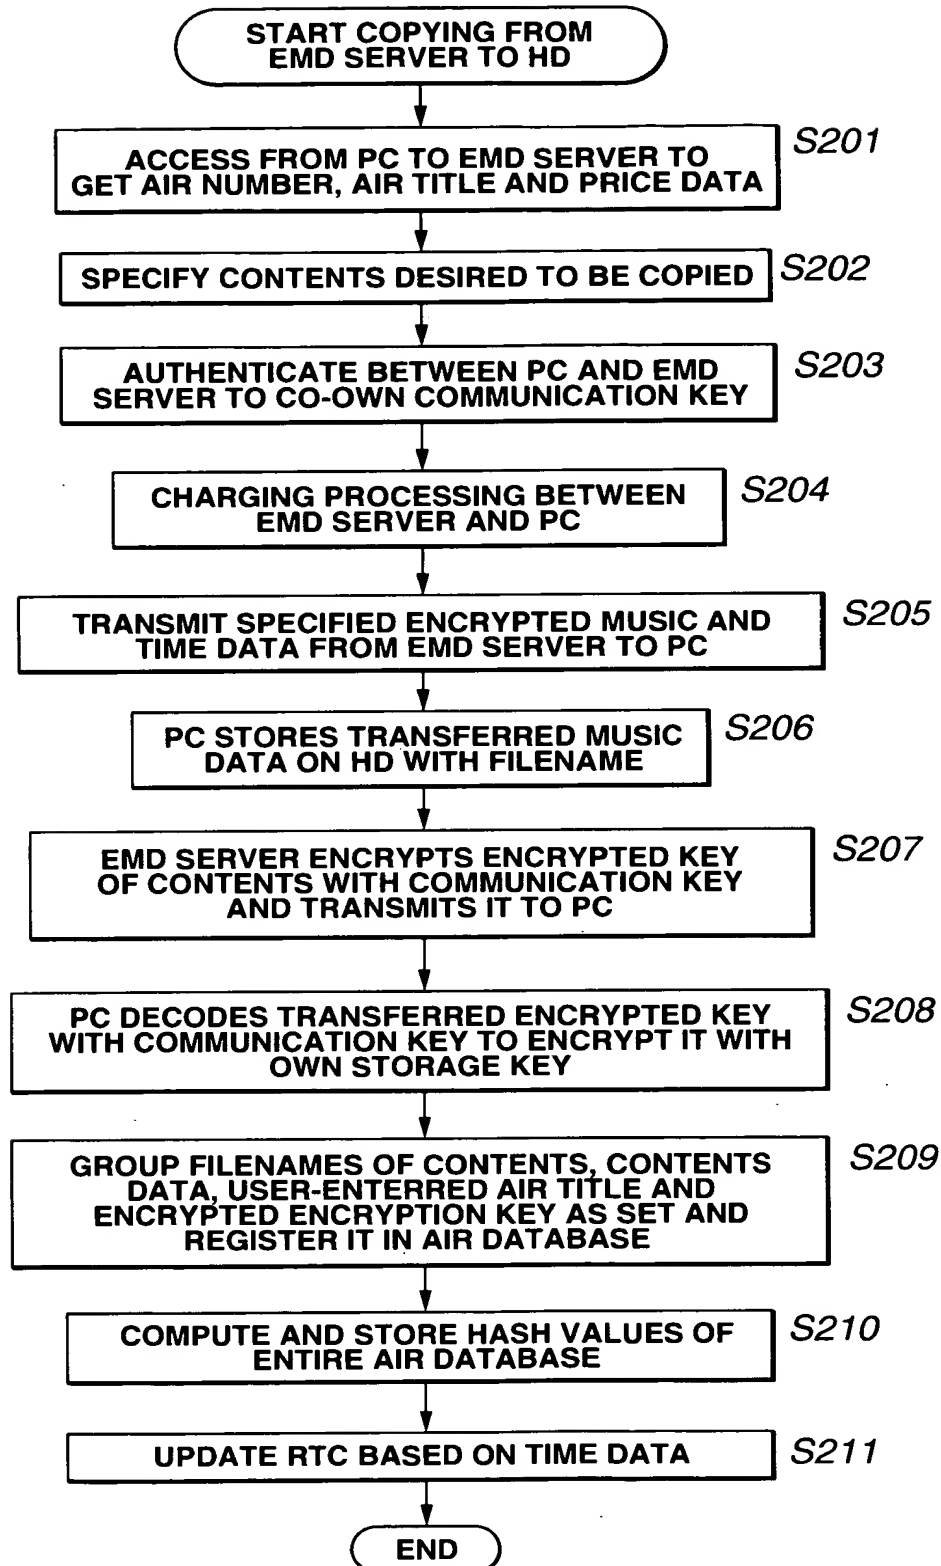 START COPYING FROM
EMD SERVER TO HD
S201
ACCESS FROM PC TO EMD SERVER TO
GET AIR NUMBER, AIR TITLE AND PRICE DATA
S202
SPECIFY CONTENTS DESIRED TO BE COPIED
S203
AUTHENTICATE BETWEEN PC AND EMD
SERVER TO CO-OWN COMMUNICATION KEY
S204
CHARGING PROCESSING BETWEEN
EMD SERVER AND PC
S205
TRANSMIT SPECIFIED ENCRYPTED MUSIC AND
TIME DATA FROM EMD SERVER TO PC
S206
PC STORES TRANSFERRED MUSIC
DATA ON HD WITH FILENAME
S207
EMD SERVER ENCRYPTS ENCRYPTED KEY
OF CONTENTS WITH COMMUNICATION KEY
AND TRANSMITS IT TO PC
S208
PC DECODES TRANSFERRED ENCRYPTED KEY
WITH COMMUNICATION KEY TO ENCRYPT IT WITH
OWN STORAGE KEY
S209
GROUP FILENAMES OF CONTENTS, CONTENTS
DATA, USER-ENTERRED AIR TITLE AND
ENCRYPTED ENCRYPTION KEY AS SET AND
REGISTER IT IN AIR DATABASE
S210
COMPUTE AND STORE HASH VALUES OF
ENTIRE AIR DATABASE
S211
UPDATE RTC BASED ON TIME DATA
END